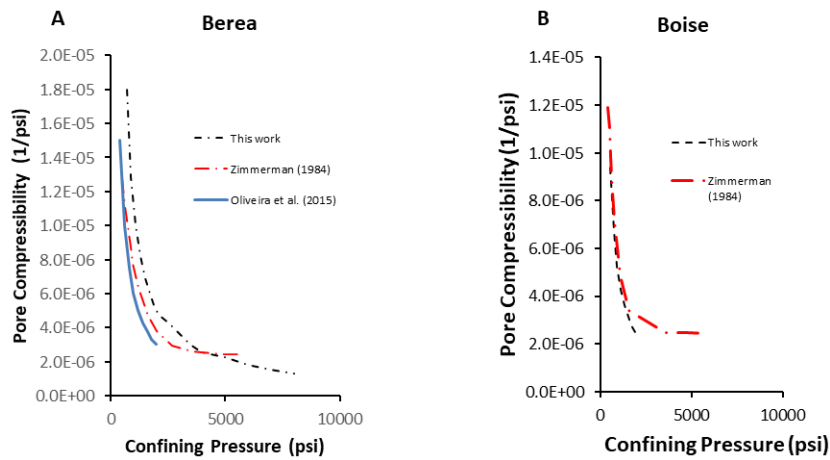 A
Berea
2.0E-05
1.8E-05
1.6E-05
1.4E-05
1.2E-05
1.0E-05
8.0E-06
6.0E-06
4.0E-06
2.0E-06
0.0E+00
Pore Compressibility (1/psi)
This work
Zimmerman (1984)
Oliveira et al. (2015)
0
5000
10000
Confining Pressure (psi)
B
Boise
1.4E-05
1.2E-05
1.0E-05
8.0E-06
6.0E-06
4.0E-06
2.0E-06
0.0E+00
Pore Compressibility (1/psi)
This work
Zimmerman
(1984)
0
5000
10000
Confining Pressure (psi)